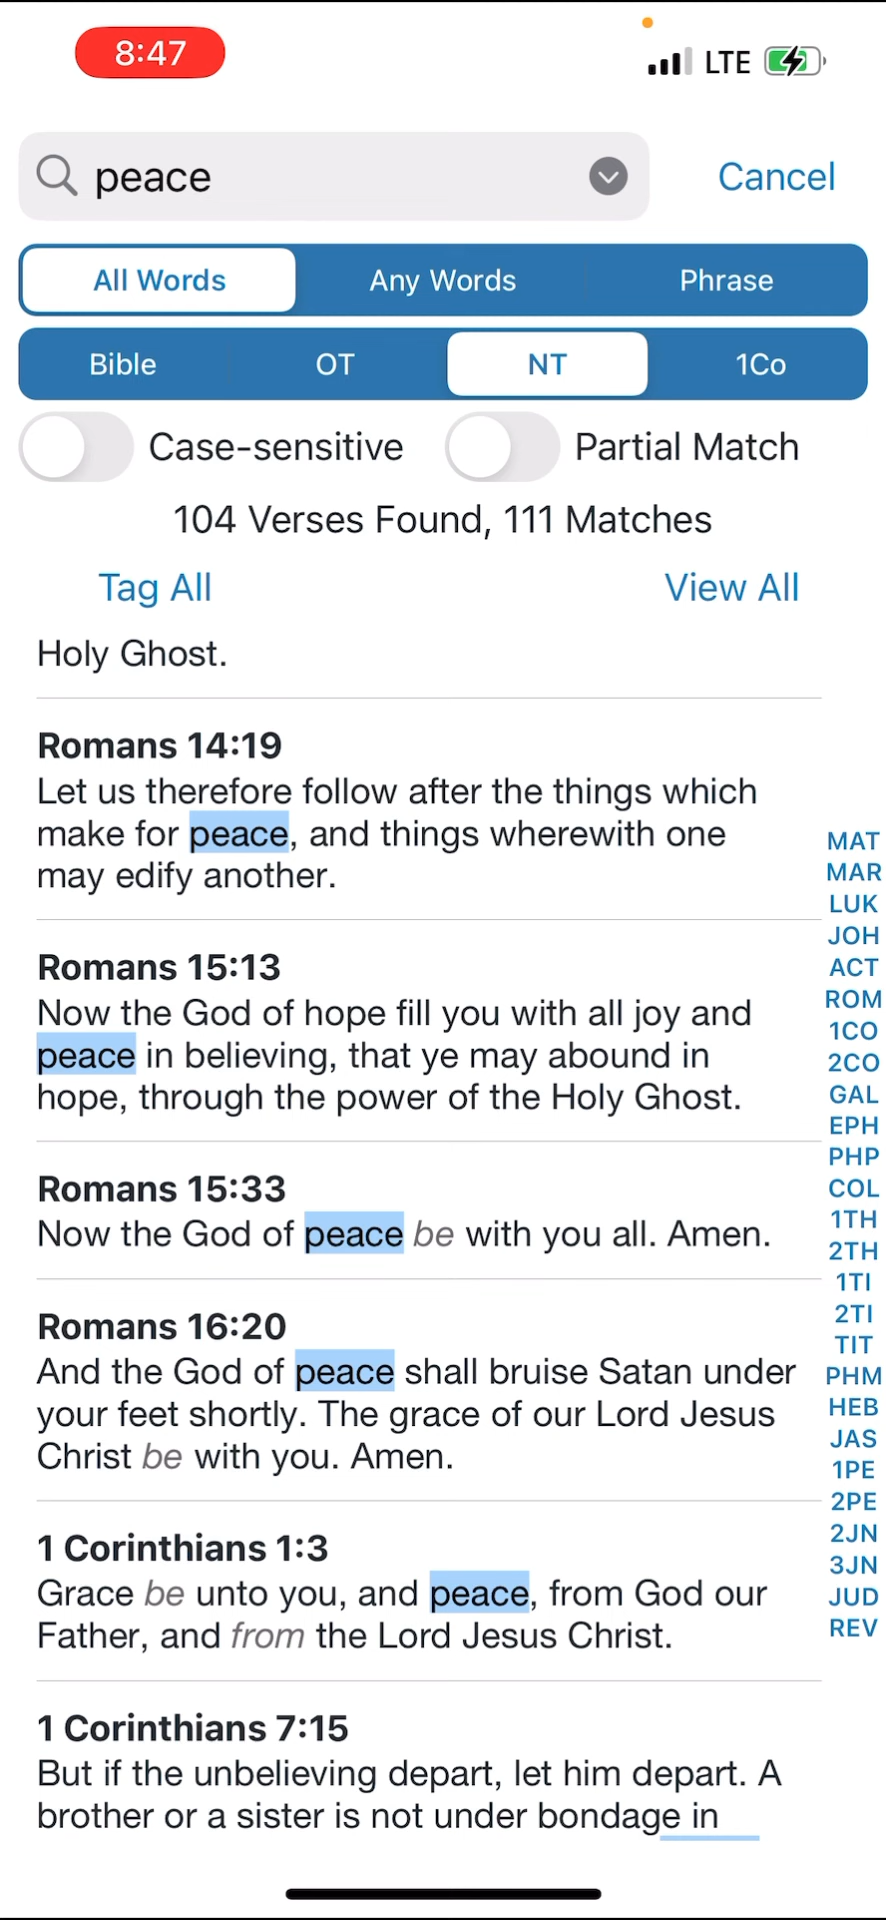 8:47
LTE
peace
Cancel
All Words
Any Words
Phrase
Bible
OT
NT
1Co
Case-sensitive
Partial Match
104 Verses Found, 111 Matches
Tag All
View All
Holy Ghost.
Romans 14:19
Let us therefore follow after the things which
make for peace, and things wherewith one
may edify another.
Romans 15:13
Now the God of hope fill you with all joy and
peace in believing, that ye may abound in
hope, through the power of the Holy Ghost.
Romans 15:33
Now the God of peace be with you all. Amen.
Romans 16:20
And the God of peace shall bruise Satan under
your feet shortly. The grace of our Lord Jesus
Christ be with you. Amen.
1 Corinthians 1:3
Grace be unto you, and peace, from God our
Father, and from the Lord Jesus Christ.
1 Corinthians 7:15
But if the unbelieving depart, let him depart. A
brother or a sister is not under bondage in
MAT
MAR
LUK
JOH
ACT
ROM
1CO
2CO
GAL
EPH
PHP
COL
1TH
2TH
1TI
2TI
TIT
PHM
HEB
JAS
1PE
2PE
2JN
3JN
JUD
REV